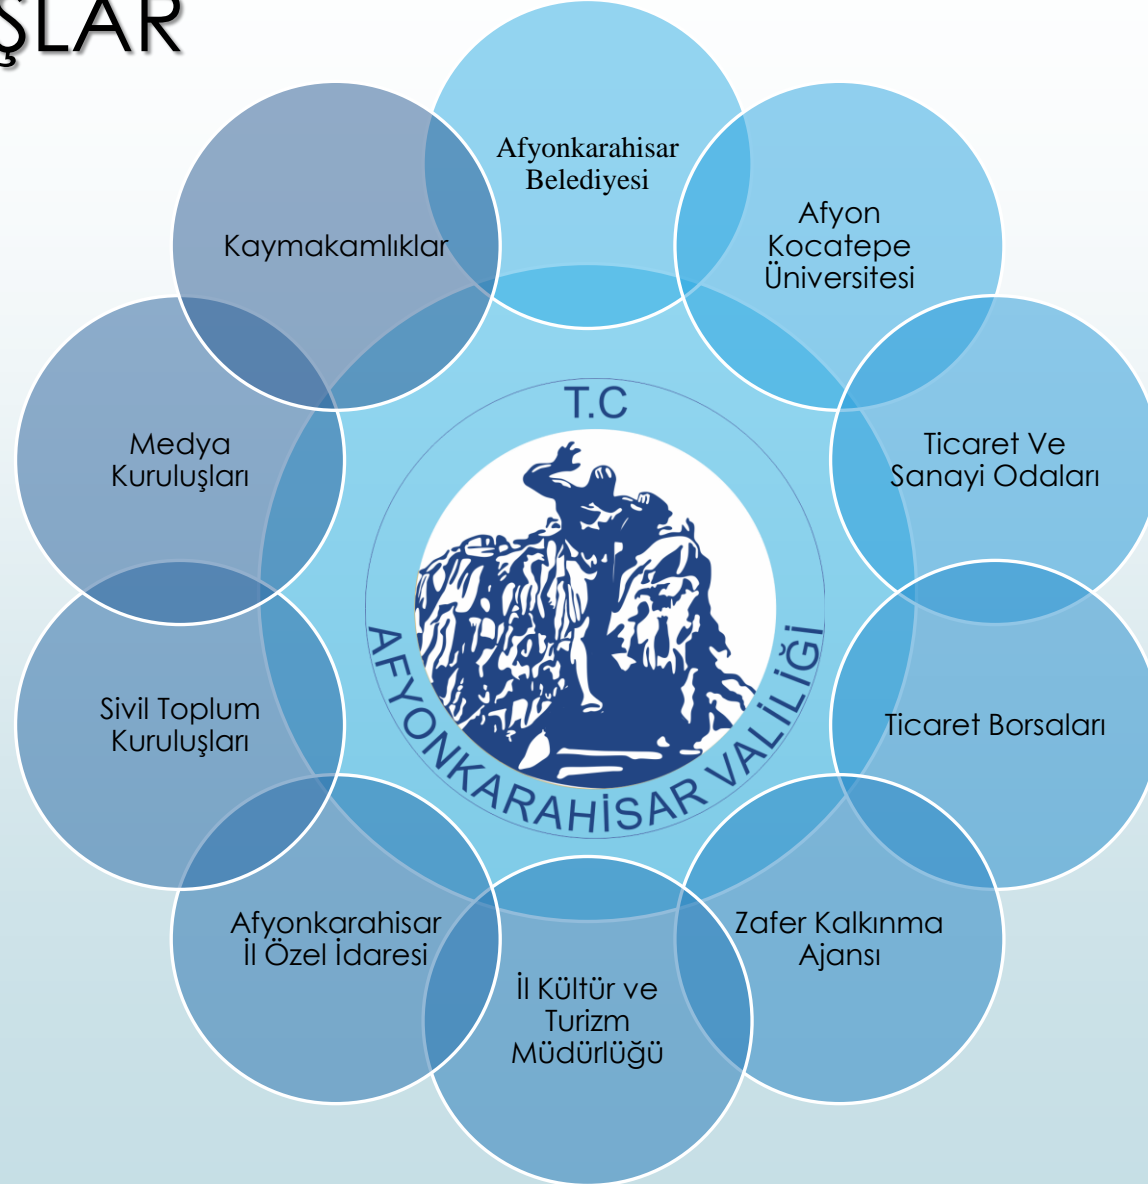 ŞLAR
Afyonkarahisar
Belediyesi
Afyon
Kocatepe
Üniversitesi
Ticaret Ve
Sanayi Odaları
Ticaret Borsaları
Zafer Kalkınma
Ajansı
İl Kültür ve
Turizm
Müdürlüğü
Afyonkarahisar
İl Özel İdaresi
Sivil Toplum
Kuruluşları
Medya
Kuruluşları
Kaymakamlıklar
T.C
AFYONKARAHİSAR VALİLİĞİ